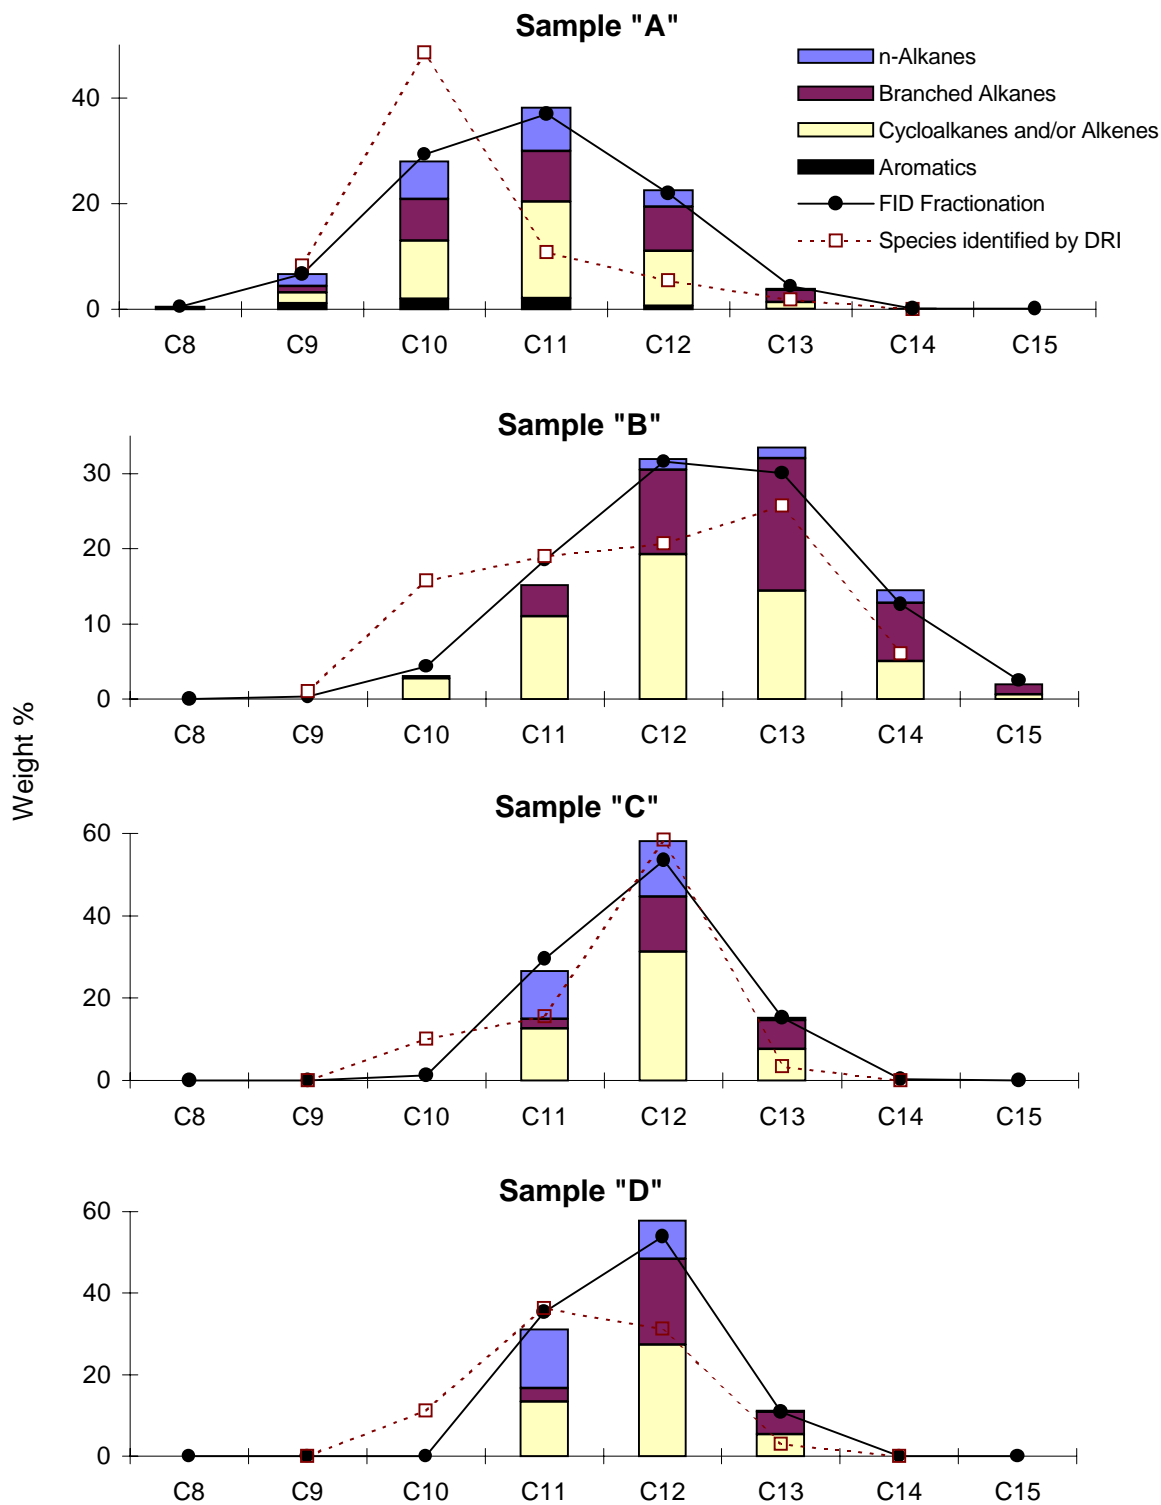 Sample "A"
n-Alkanes
Branched Alkanes
Cycloalkanes and/or Alkenes
Aromatics
FID Fractionation
Species identified by DRI
40
20
0
C8 C9 C10 C11 C12 C13 C14 C15
Sample "B"
30
20
10
0
C8 C9 C10 C11 C12 C13 C14 C15
Weight %
Sample "C"
60
40
20
0
C8 C9 C10 C11 C12 C13 C14 C15
Sample "D"
60
40
20
0
C8 C9 C10 C11 C12 C13 C14 C15